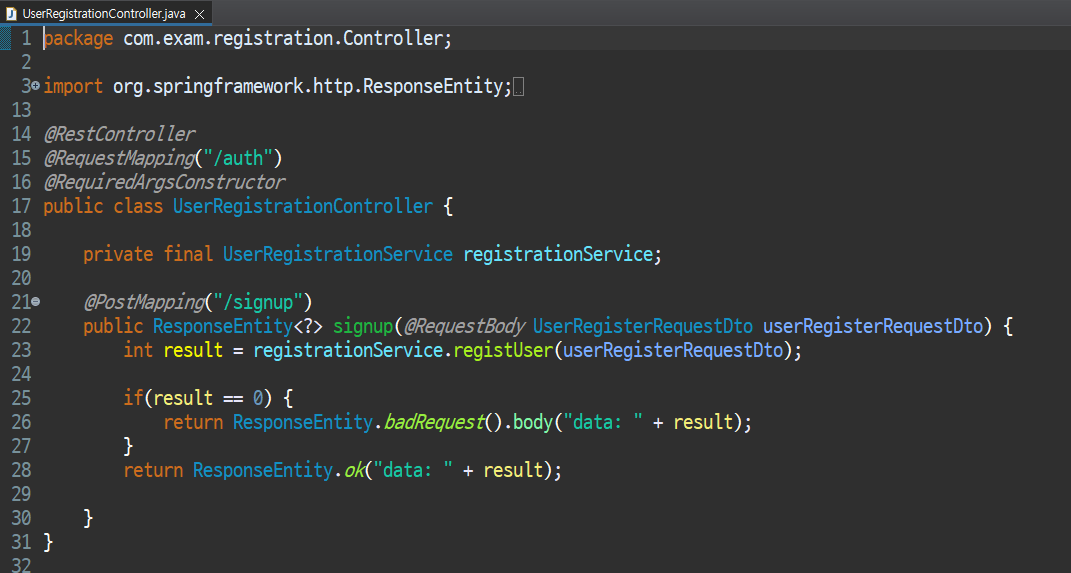 UserRegistrationController.java
1 package com.exam.registration.Controller;
2
3 import org.springframework.http.ResponseEntity;
13
14 @RestController
15 @RequestMapping("/auth")
16 @RequiredArgsConstructor
17 public class UserRegistrationController {
18
19     private final UserRegistrationService registrationService;
20
21     @PostMapping("/signup")
22     public ResponseEntity<?> signup(@RequestBody UserRegisterRequestDto userRegisterRequestDto) {
23         int result = registrationService.registUser(userRegisterRequestDto);
24
25         if(result == 0) {
26             return ResponseEntity.badRequest().body("data: " + result);
27         }
28         return ResponseEntity.ok("data: " + result);
29
30     }
31 }
32